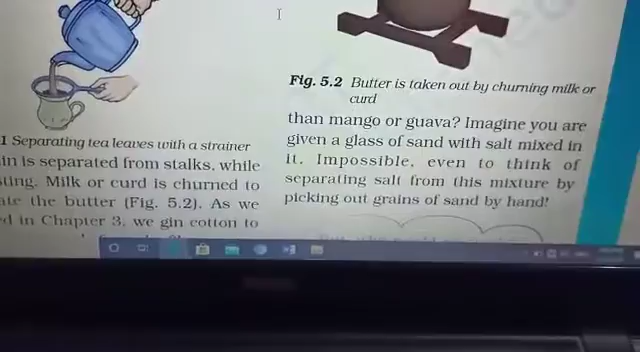 1 Separating tea leaves with a strainer
in is separated from stalks, while
ting. Milk or curd is churned to
ate the butter (Fig. 5.2). As we
d in Chapter 3, we gin cotton to
Fig. 5.2 Butter is taken out by churning milk or
curd
than mango or guava? Imagine you are
given a glass of sand with salt mixed in
it. Impossible, even to think of
separating salt from this mixture by
picking out grains of sand by hand!